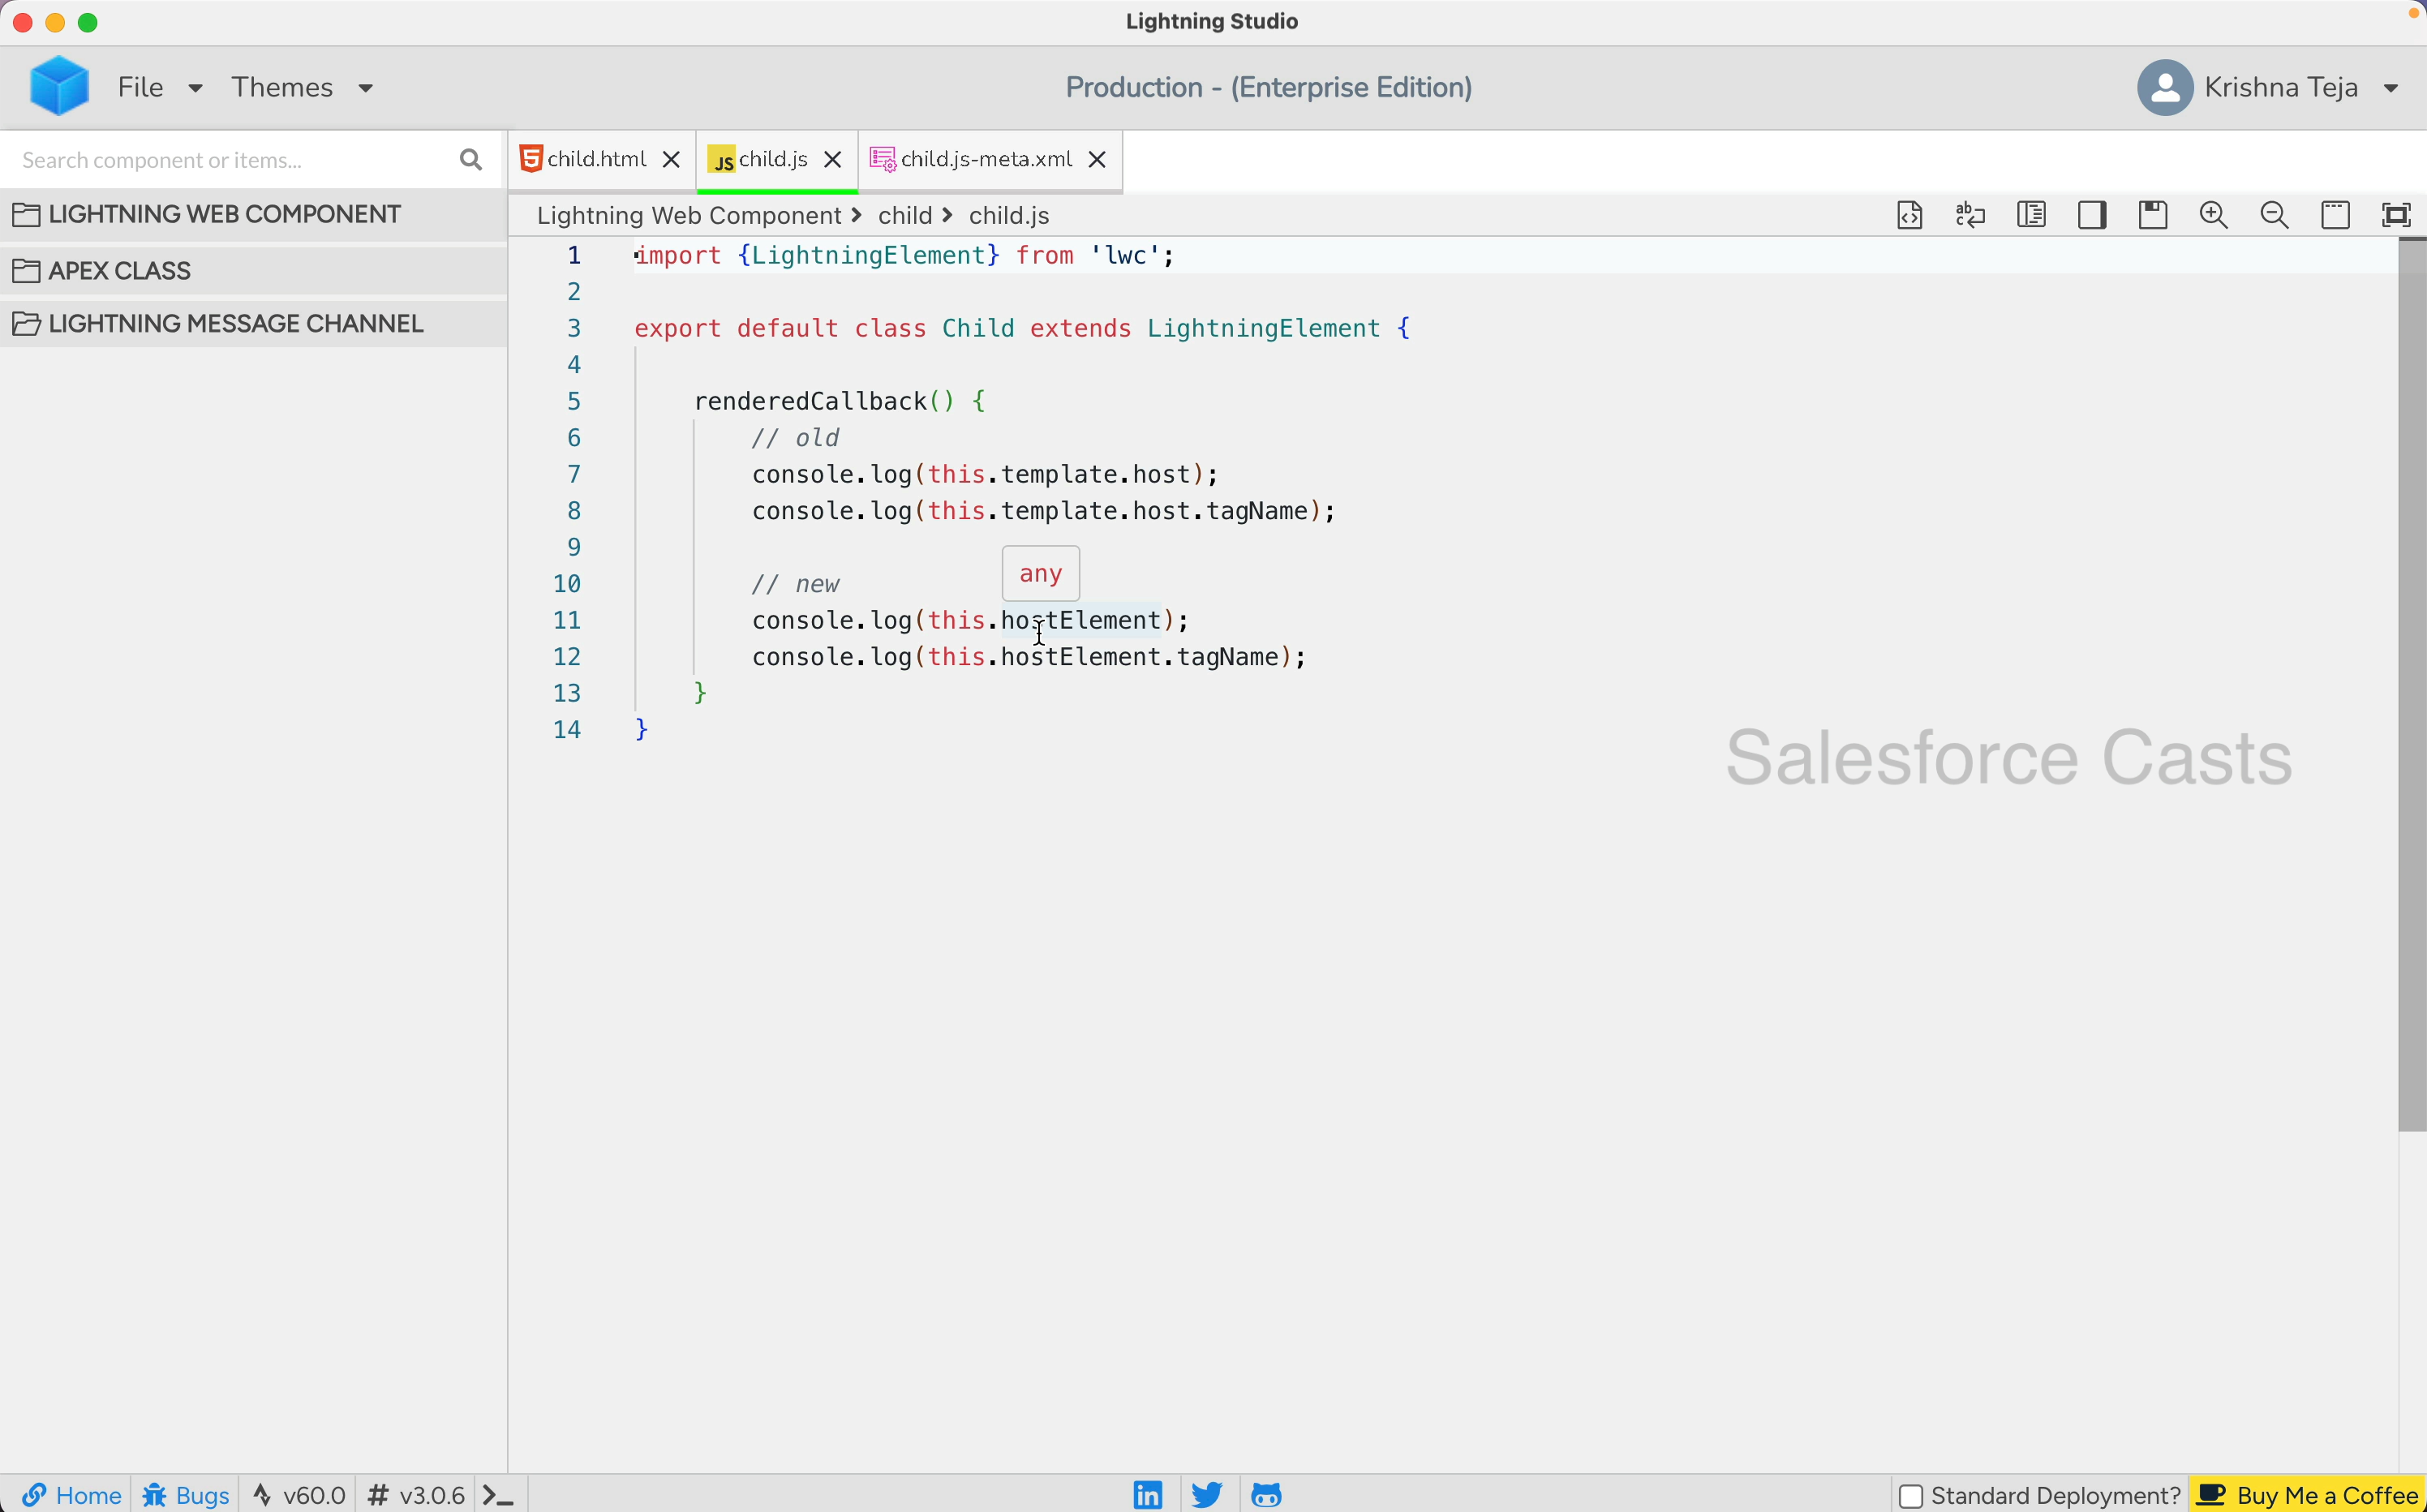 Lightning Studio
File Themes Production - (Enterprise Edition) Krishna Teja
Search component or items...
LIGHTNING WEB COMPONENT
APEX CLASS
LIGHTNING MESSAGE CHANNEL
child.html JS child.js child.js-meta.xml
Lightning Web Component child child.js
1 import {LightningElement} from 'lwc';
2
3 export default class Child extends LightningElement {
4
5 renderedCallback() {
6 // old
7 console.log(this.template.host);
8 console.log(this.template.host.tagName);
9
any
10 // new
11 console.log(this.hostElement);
12 console.log(this.hostElement.tagName);
13 }
14 }
Salesforce Casts
Home Bugs v60.0 # v3.0.6 Standard Deployment? Buy Me a Coffee